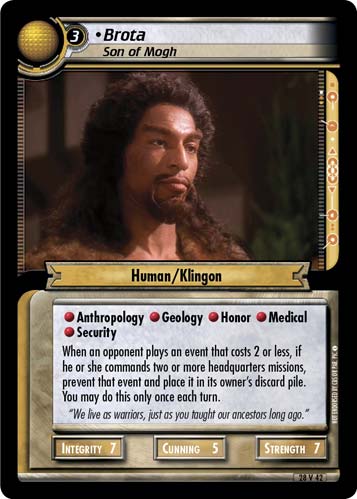 3
• Brota
Son of Mogh
Human/Klingon
• Anthropology • Geology • Honor • Medical
• Security
When an opponent plays an event that costs 2 or less, if
he or she commands two or more headquarters missions,
prevent that event and place it in its owner's discard pile.
You may do this only once each turn.
"We live as warriors, just as you taught our ancestors long ago."
INTEGRITY 7 CUNNING 5 STRENGTH 7
28 V 42